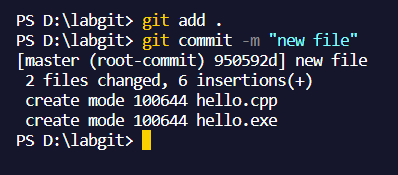 PS D:\labgit> git add .
PS D:\labgit> git commit -m "new file"
[master (root-commit) 950592d] new file
 2 files changed, 6 insertions(+)
 create mode 100644 hello.cpp
 create mode 100644 hello.exe
PS D:\labgit>